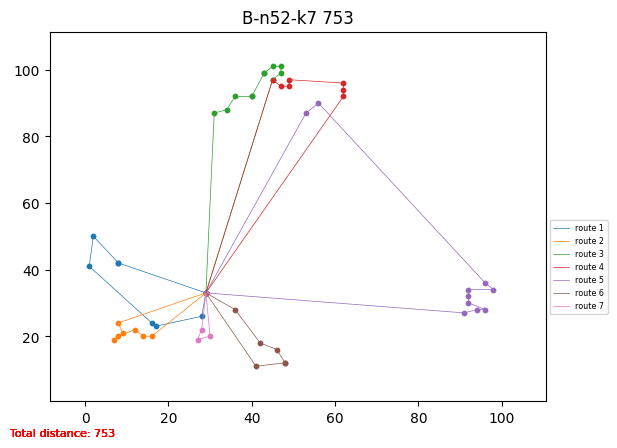 B-n52-k7 753
100
80
60
40
20
0 20 40 60 80 100
route 1
route 2
route 3
route 4
route 5
route 6
route 7
Total distance: 753